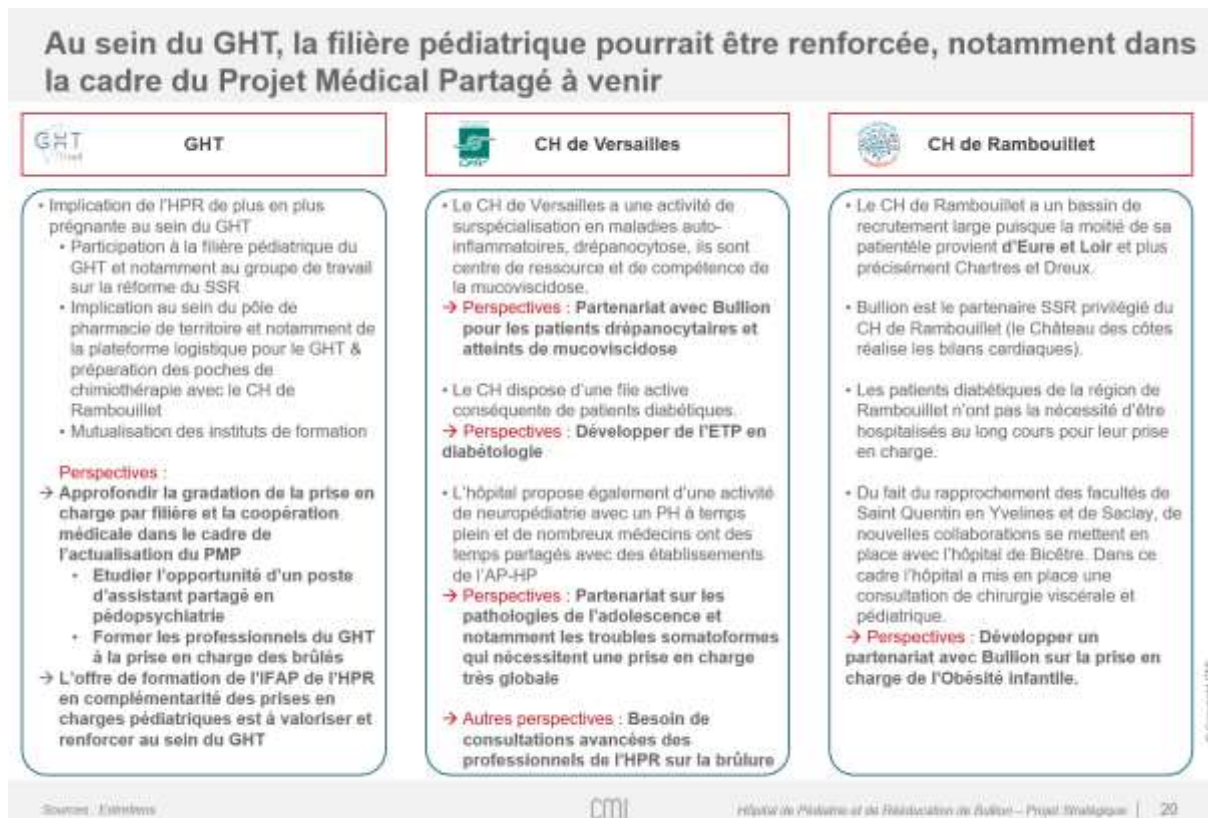 Au sein du GHT, la filière pédiatrique pourrait être renforcée, notamment dans
la cadre du Projet Médical Partagé à venir
GHT
GHT
• Implication de l'HPR de plus en plus
prégnante au sein du GHT
• Participation à la filière pédiatrique du
GHT et notamment au groupe de travail
sur la réforme du SSR
• Implication au sein du pôle de
pharmacie de territoire et notamment de
la plateforme logistique pour le GHT &
préparation des poches de
chimiothérapie avec le CH de
Rambouillet
• Mutualisation des instituts de formation
Perspectives :
→ Approfondir la gradation de la prise en
charge par filière et la coopération
médicale dans le cadre de
l'actualisation du PMP
• Etudier l'opportunité d'un poste
d'assistant partagé en
pédopsychiatrie
• Former les professionnels du GHT
à la prise en charge des brûlés
→ L'offre de formation de l'IFAP de l'HPR
en complémentarité des prises en
charges pédiatriques est à valoriser et
renforcer au sein du GHT
CH de Versailles
• Le CH de Versailles a une activité de
surspécialisation en maladies auto-
inflammatoires, drépanocytose, ils sont
centre de ressource et de compétence de
la mucoviscidose.
→ Perspectives : Partenariat avec Bullion
pour les patients drépanocytaires et
atteints de mucoviscidose
• Le CH dispose d'une file active
conséquente de patients diabétiques.
→ Perspectives : Développer de l'ETP en
diabétologie
• L'hôpital propose également d'une activité
de neuropédiatrie avec un PH à temps
plein et de nombreux médecins ont des
temps partagés avec des établissements
de l'AP-HP
→ Perspectives : Partenariat sur les
pathologies de l'adolescence et
notamment les troubles somatoformes
qui nécessitent une prise en charge
très globale
→ Autres perspectives : Besoin de
consultations avancées des
professionnels de l'HPR sur la brûlure
CH de Rambouillet
• Le CH de Rambouillet a un bassin de
recrutement large puisque la moitié de sa
patientèle provient d'Eure et Loir et plus
précisément Chartres et Dreux.
• Bullion est le partenaire SSR privilégié du
CH de Rambouillet (le Château des côtes
réalise les bilans cardiaques).
• Les patients diabétiques de la région de
Rambouillet n'ont pas la nécessité d'être
hospitalisés au long cours pour leur prise
en charge.
• Du fait du rapprochement des facultés de
Saint Quentin en Yvelines et de Saclay, de
nouvelles collaborations se mettent en
place avec l'hôpital de Bicêtre. Dans ce
cadre l'hôpital a mis en place une
consultation de chirurgie viscérale et
pédiatrique.
→ Perspectives : Développer un
partenariat avec Bullion sur la prise en
charge de l'Obésité infantile.
Sources : Entretiens
CMI
Hôpital de Pédiatrie et de Rééducation de Bullion – Projet Stratégique | 20